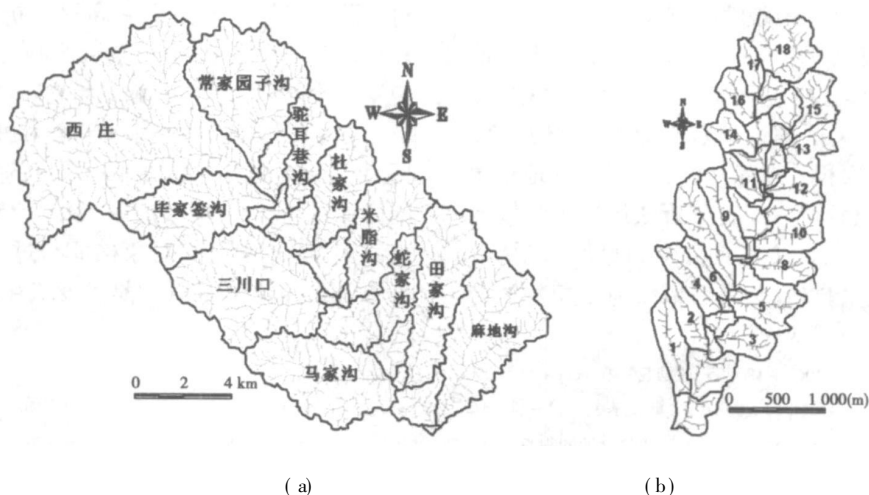 常家园子沟
西 庄
驼耳巷沟
杜家沟
毕家签沟
米脂沟
蛇家沟
田家沟
三川口
麻地沟
马家沟
N
W E
S
0 2 4 km
(a)
N
W E
S
18
17
16
15
14
13
11
12
7
9
10
8
6
4
5
2
3
1
0 500 1 000(m)
(b)